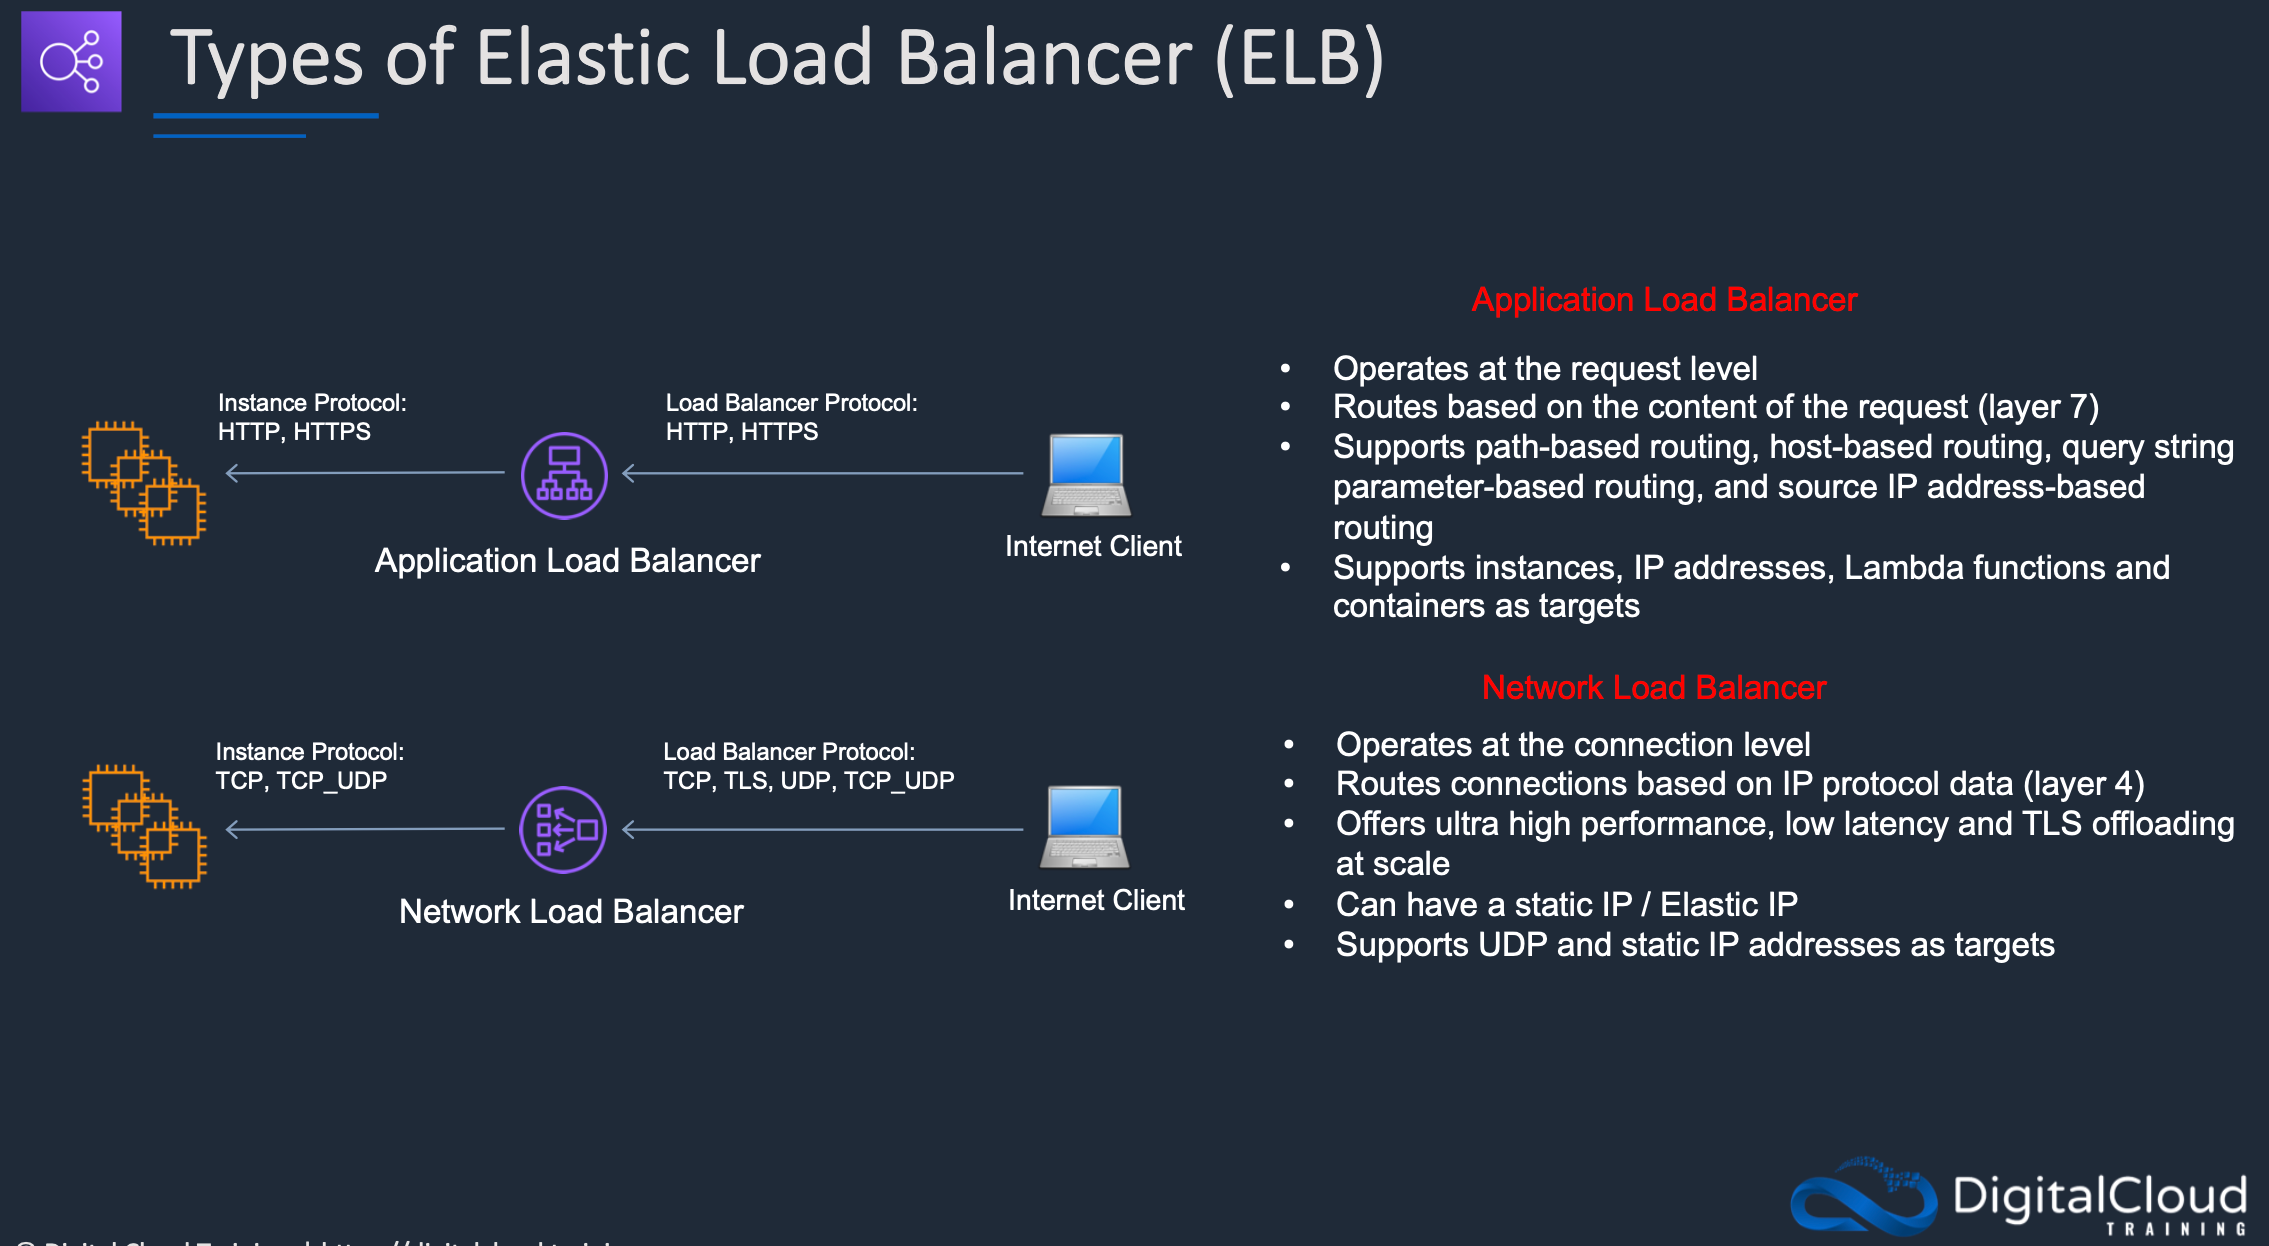 Types of Elastic Load Balancer (ELB)
Instance Protocol:
HTTP, HTTPS
Load Balancer Protocol:
HTTP, HTTPS
Application Load Balancer
Internet Client
Application Load Balancer
• Operates at the request level
• Routes based on the content of the request (layer 7)
• Supports path-based routing, host-based routing, query string
parameter-based routing, and source IP address-based
routing
• Supports instances, IP addresses, Lambda functions and
containers as targets
Instance Protocol:
TCP, TCP_UDP
Load Balancer Protocol:
TCP, TLS, UDP, TCP_UDP
Network Load Balancer
Internet Client
Network Load Balancer
• Operates at the connection level
• Routes connections based on IP protocol data (layer 4)
• Offers ultra high performance, low latency and TLS offloading
at scale
• Can have a static IP / Elastic IP
• Supports UDP and static IP addresses as targets
DigitalCloud
TRAINING
© Digital Cloud Training | https://digitalcloud